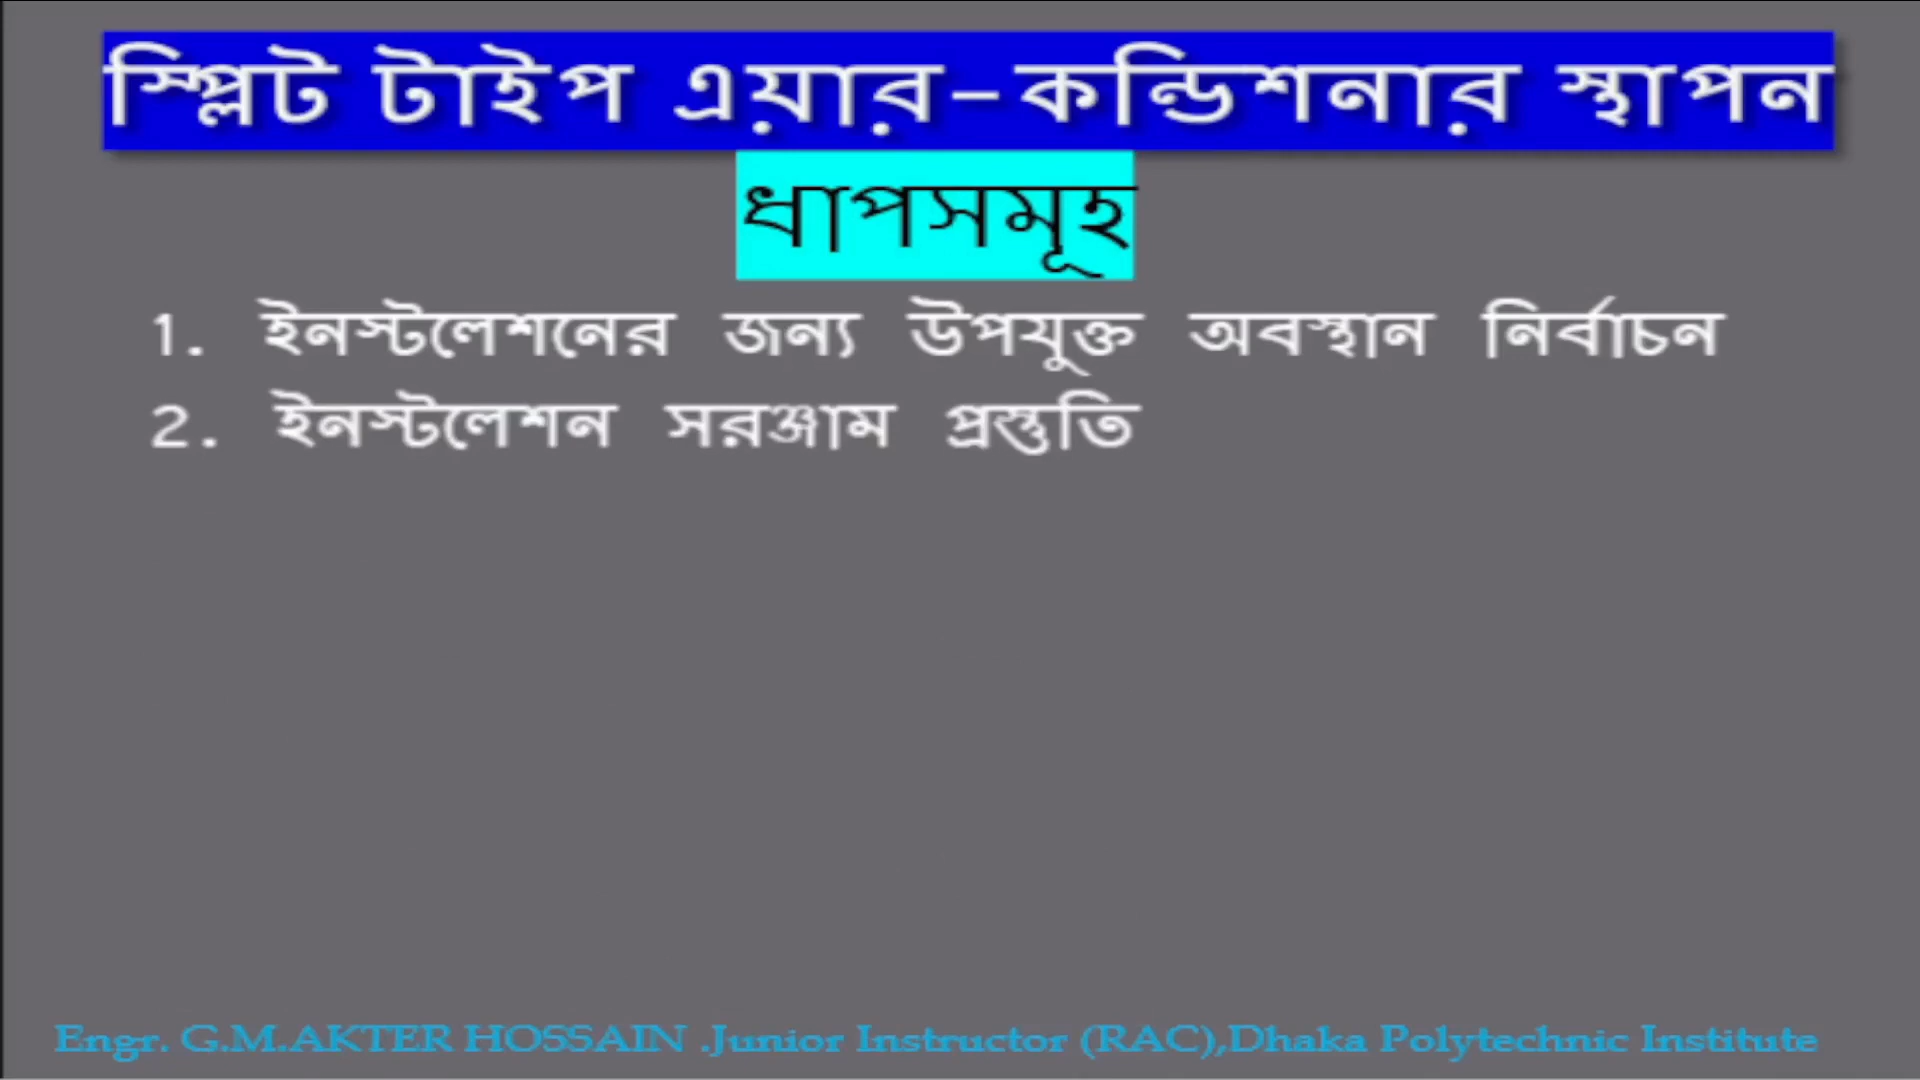 স্প্লিট টাইপ এয়ার-কন্ডিশনার স্থাপন
ধাপসমূহ
1. ইনস্টলেশনের জন্য উপযুক্ত অবস্থান নির্বাচন
2. ইনস্টলেশন সরঞ্জাম প্রস্তুতি
Engr. G.M.AKTER HOSSAIN .Junior Instructor (RAC),Dhaka Polytechnic Institute